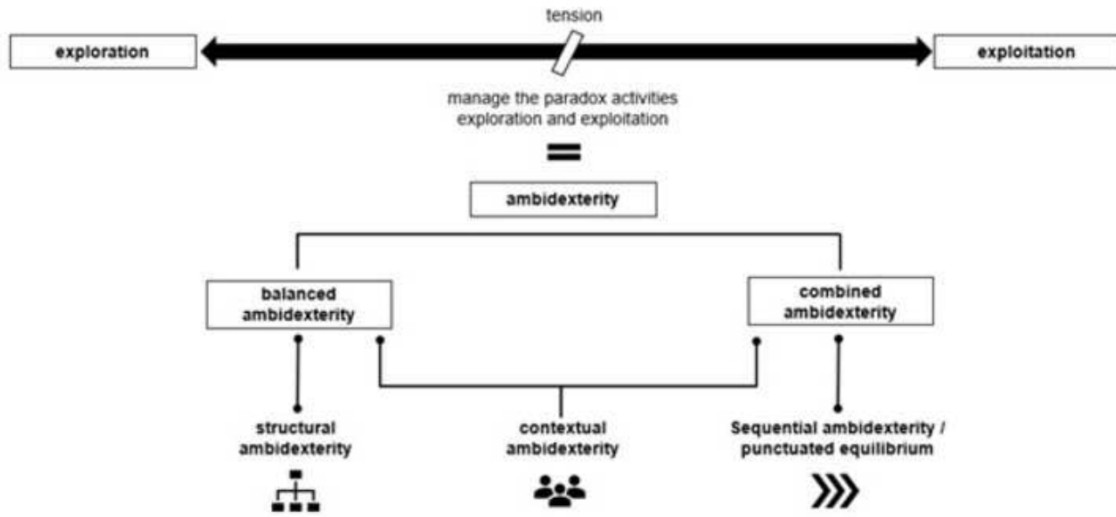 tension
exploration
exploitation
manage the paradox activities
exploration and exploitation
ambidexterity
balanced
ambidexterity
combined
ambidexterity
structural
ambidexterity
contextual
ambidexterity
Sequential ambidexterity /
punctuated equilibrium